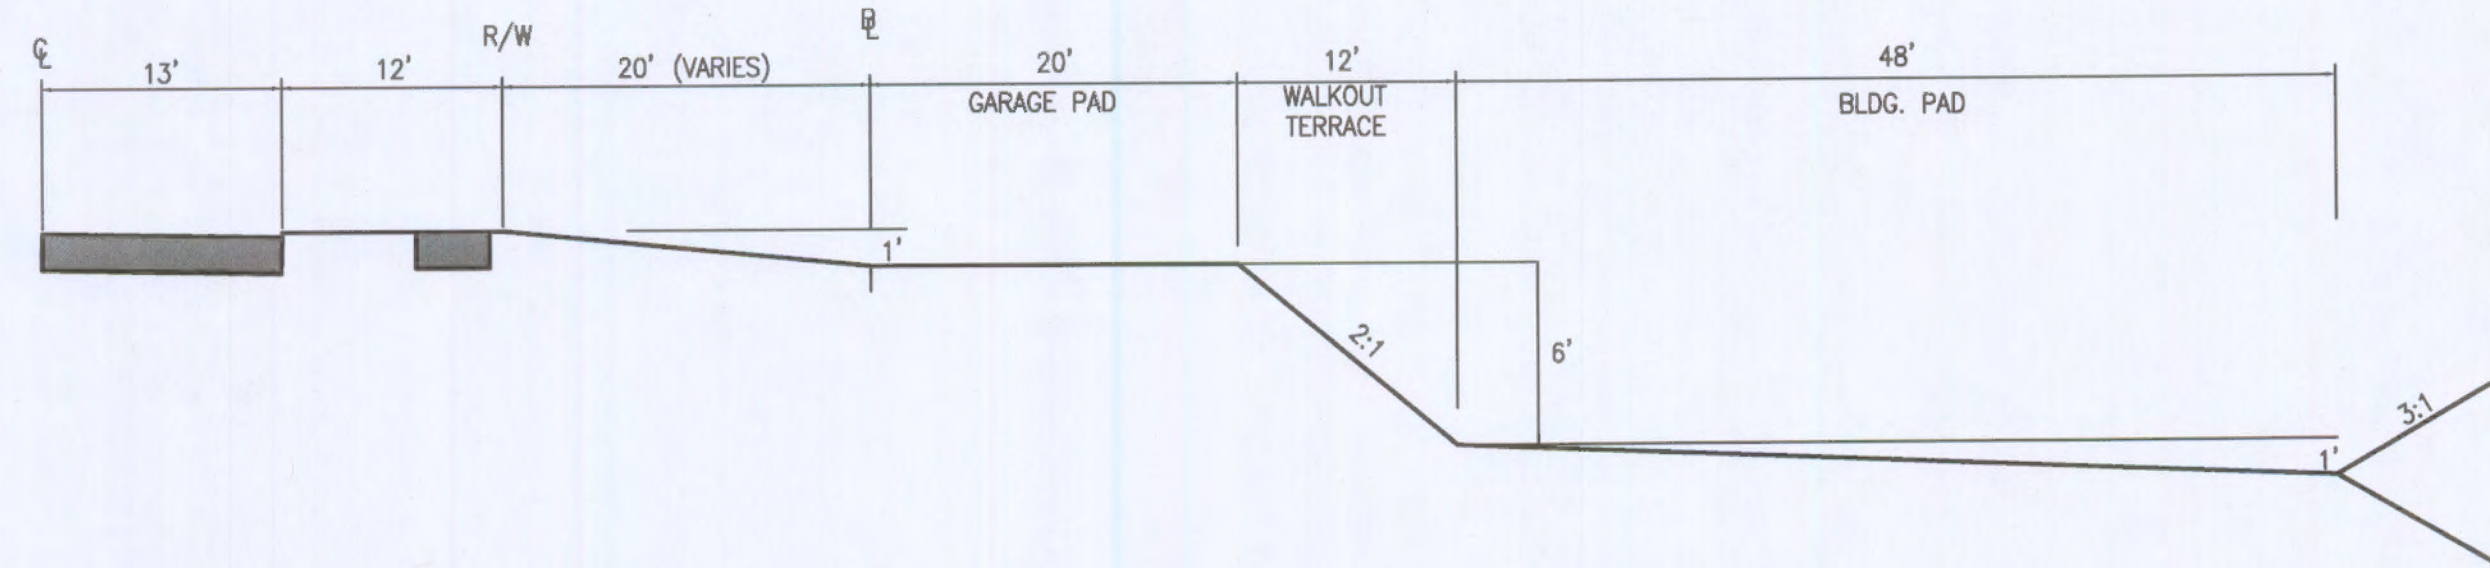 ℄
13'
12'
R/W
20' (VARIES)
PL
20'
GARAGE PAD
12'
WALKOUT
TERRACE
48'
BLDG. PAD
1'
2:1
6'
3:1
1'